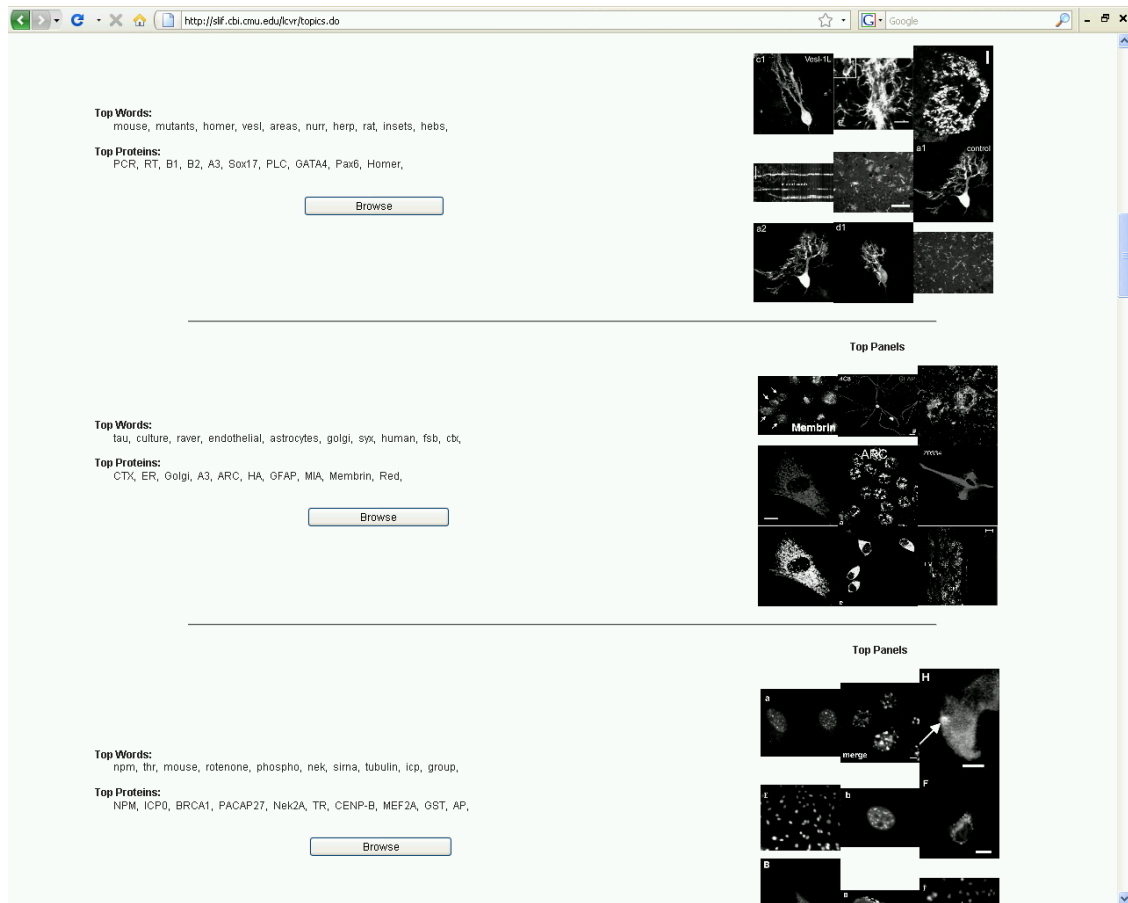 http://slif.cbi.cmu.edu/lcvr/topics.do
Google
Top Words:
mouse, mutants, homer, vesl, areas, nurr, herp, rat, insets, hebs,
Top Proteins:
PCR, RT, B1, B2, A3, Sox17, PLC, GATA4, Pax6, Homer,
Browse
c1 Vesl-1L
a1 control
a2 d1
Top Panels
Top Words:
tau, culture, raver, endothelial, astrocytes, golgi, syx, human, fsb, ctx,
Top Proteins:
CTX, ER, Golgi, A3, ARC, HA, GFAP, MIA, Membrin, Red,
Browse
Membrin
ARC
Top Panels
Top Words:
npm, thr, mouse, rotenone, phospho, nek, sirna, tubulin, icp, group,
Top Proteins:
NPM, ICP0, BRCA1, PACAP27, Nek2A, TR, CENP-B, MEF2A, GST, AP,
Browse
a
merge
H
b
F
B